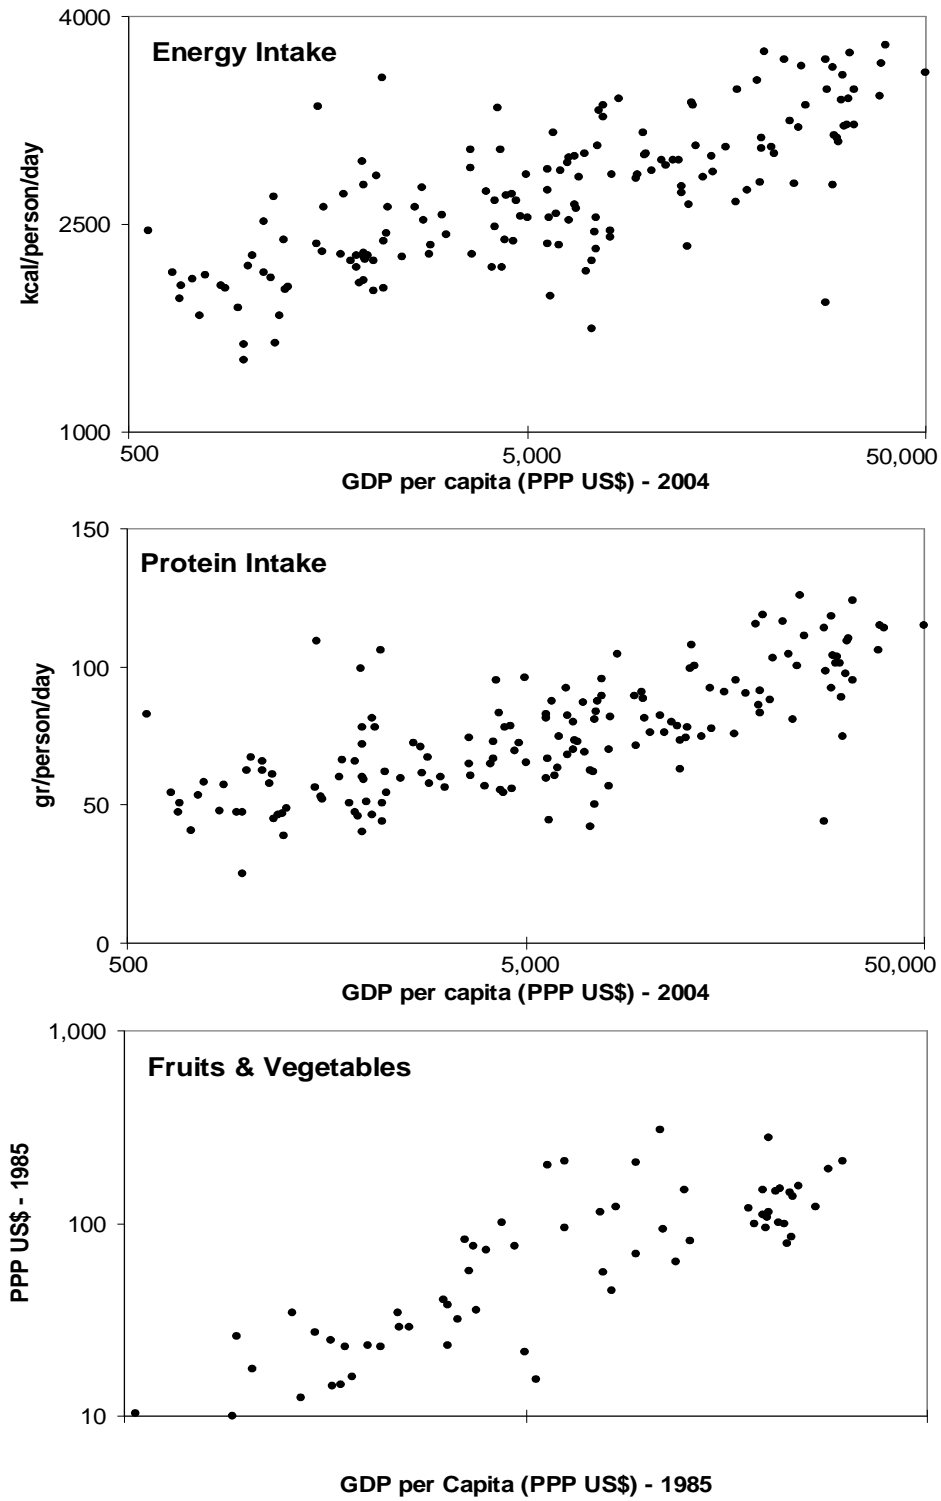 4000
Energy Intake
kcal/person/day
2500
1000
500
5,000
50,000
GDP per capita (PPP US$) - 2004
150
Protein Intake
gr/person/day
100
50
0
500
5,000
50,000
GDP per capita (PPP US$) - 2004
1,000
Fruits & Vegetables
PPP US$ - 1985
100
10
GDP per Capita (PPP US$) - 1985